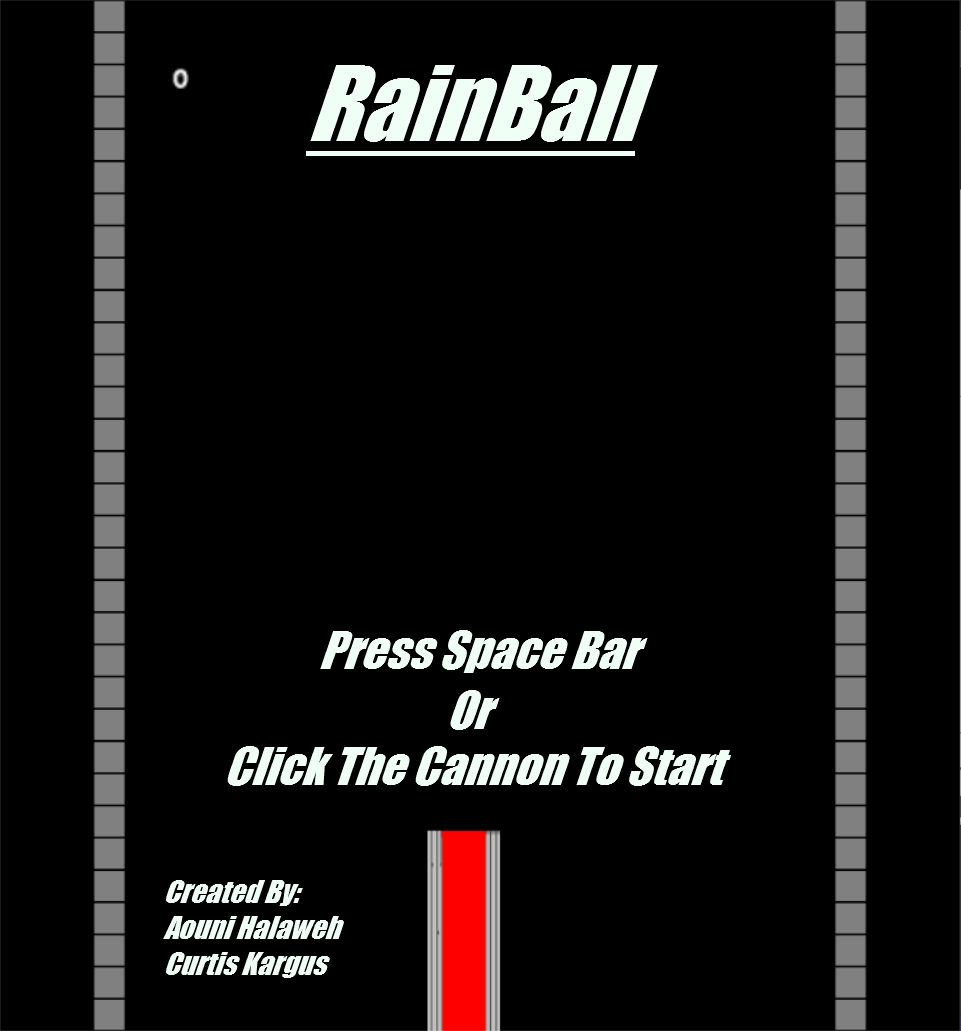 0
RainBall
Press Space Bar
Or
Click The Cannon To Start
Created By:
Aouni Halaweh
Curtis Kargus